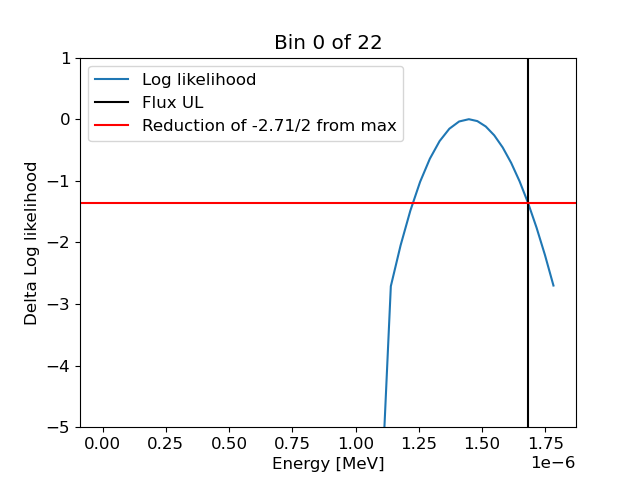 Bin 0 of 22
Log likelihood
Flux UL
Reduction of -2.71/2 from max
Delta Log likelihood
1
0
−1
−2
−3
−4
−5
0.00 0.25 0.50 0.75 1.00 1.25 1.50 1.75
1e−6
Energy [MeV]